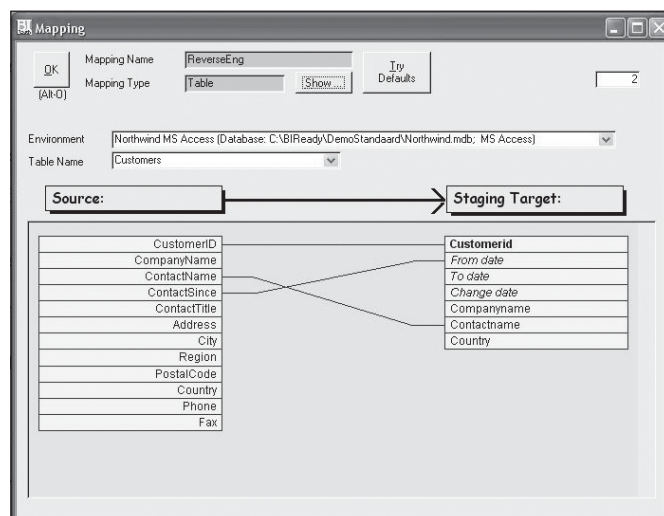 BI Mapping
OK
(Alt-O)
Mapping Name ReverseEng
Mapping Type Table Show ...
Try
Defaults
2
Environment Northwind MS Access (Database: C:\BIReady\DemoStandaard\Northwind.mdb; MS Access)
Table Name Customers
Source: Staging Target:
CustomerID Customerid
CompanyName From date
ContactName To date
ContactSince Change date
ContactTitle Companyname
Address Contactname
City Country
Region
PostalCode
Country
Phone
Fax